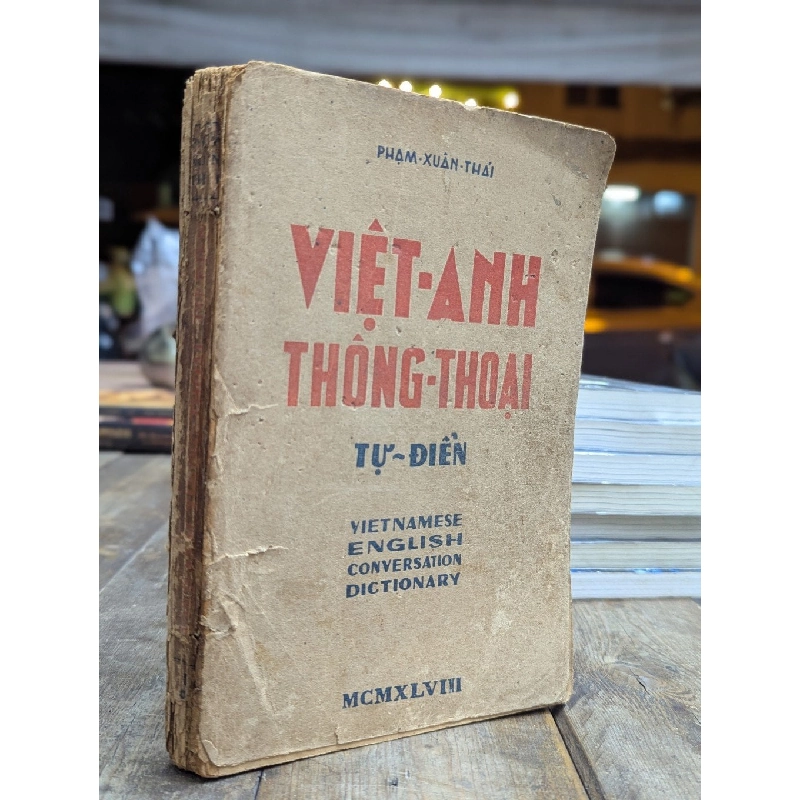 PHẠM-XUÂN-THÁI
VIỆT-ANH
THÔNG-THOẠI
TỰ~ĐIỂN
VIETNAMESE
ENGLISH
CONVERSATION
DICTIONARY
MCMXLVIII